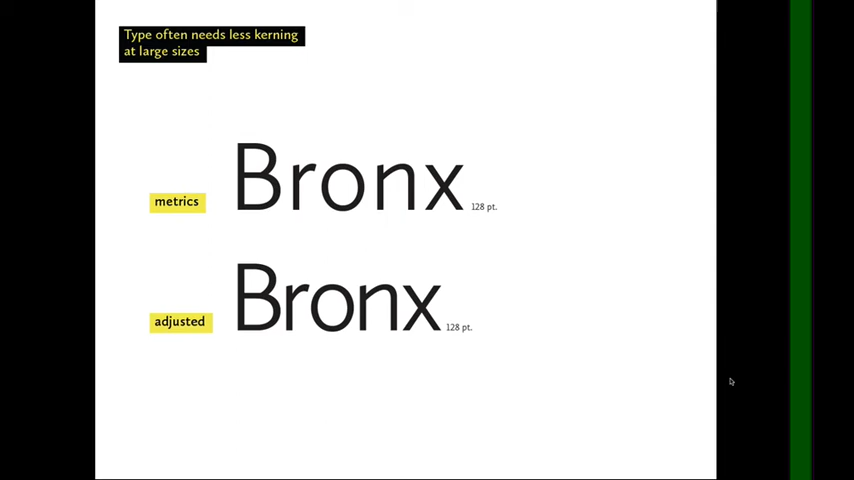 Type often needs less kerning
at large sizes
metrics
Bronx
128 pt.
adjusted
Bronx
128 pt.